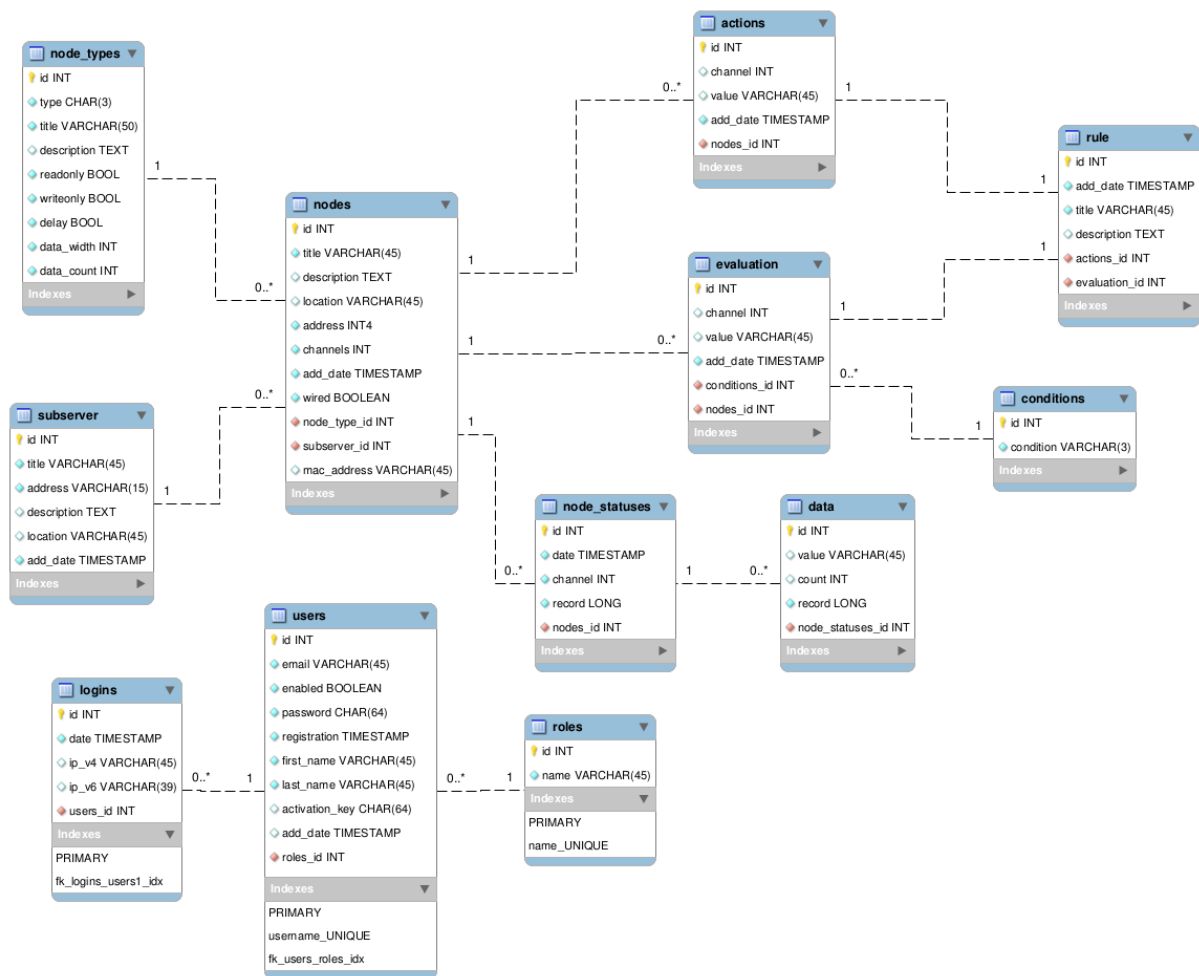 node_types
id INT
type CHAR(3)
title VARCHAR(50)
description TEXT
readonly BOOL
writeonly BOOL
delay BOOL
data_width INT
data_count INT
Indexes
1
0..*
subserver
id INT
title VARCHAR(45)
address VARCHAR(15)
description TEXT
location VARCHAR(45)
add_date TIMESTAMP
Indexes
1
0..*
nodes
id INT
title VARCHAR(45)
description TEXT
location VARCHAR(45)
address INT4
channels INT
add_date TIMESTAMP
wired BOOLEAN
node_type_id INT
subserver_id INT
mac_address VARCHAR(45)
Indexes
1
0..*
1
0..*
1
0..*
actions
id INT
channel INT
value VARCHAR(45)
add_date TIMESTAMP
nodes_id INT
Indexes
1
1
rule
id INT
add_date TIMESTAMP
title VARCHAR(45)
description TEXT
actions_id INT
evaluation_id INT
Indexes
evaluation
id INT
channel INT
value VARCHAR(45)
add_date TIMESTAMP
conditions_id INT
nodes_id INT
Indexes
1
1
0..*
1
conditions
id INT
condition VARCHAR(3)
Indexes
node_statuses
id INT
date TIMESTAMP
channel INT
record LONG
nodes_id INT
Indexes
1
0..*
data
id INT
value VARCHAR(45)
count INT
record LONG
node_statuses_id INT
Indexes
logins
id INT
date TIMESTAMP
ip_v4 VARCHAR(45)
ip_v6 VARCHAR(39)
users_id INT
Indexes
PRIMARY
fk_logins_users1_idx
0..*
1
users
id INT
email VARCHAR(45)
enabled BOOLEAN
password CHAR(64)
registration TIMESTAMP
first_name VARCHAR(45)
last_name VARCHAR(45)
activation_key CHAR(64)
add_date TIMESTAMP
roles_id INT
Indexes
PRIMARY
username_UNIQUE
fk_users_roles_idx
0..*
1
roles
id INT
name VARCHAR(45)
Indexes
PRIMARY
name_UNIQUE